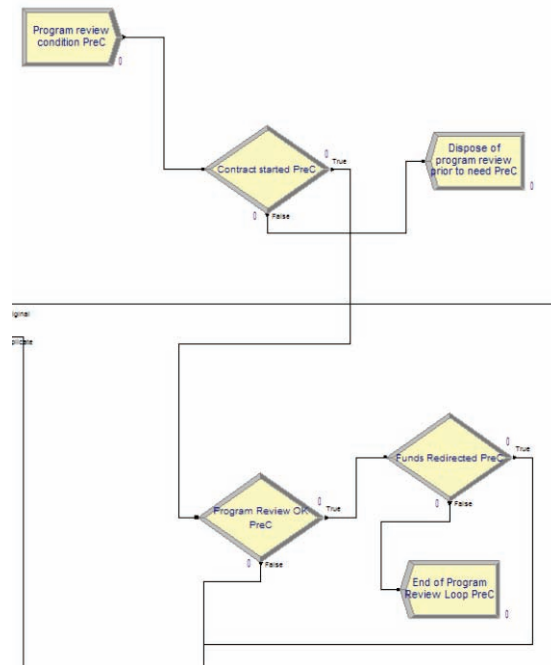 Program review
condition PreC
0
0
True
Contract started PreC
Dispose of
program review
prior to need PreC
0
0
False
iginal
plicate
0
True
Funds Redirected PreC
0
True
Program Review OK
PreC
0
False
0
False
End of Program
Review Loop PreC
0